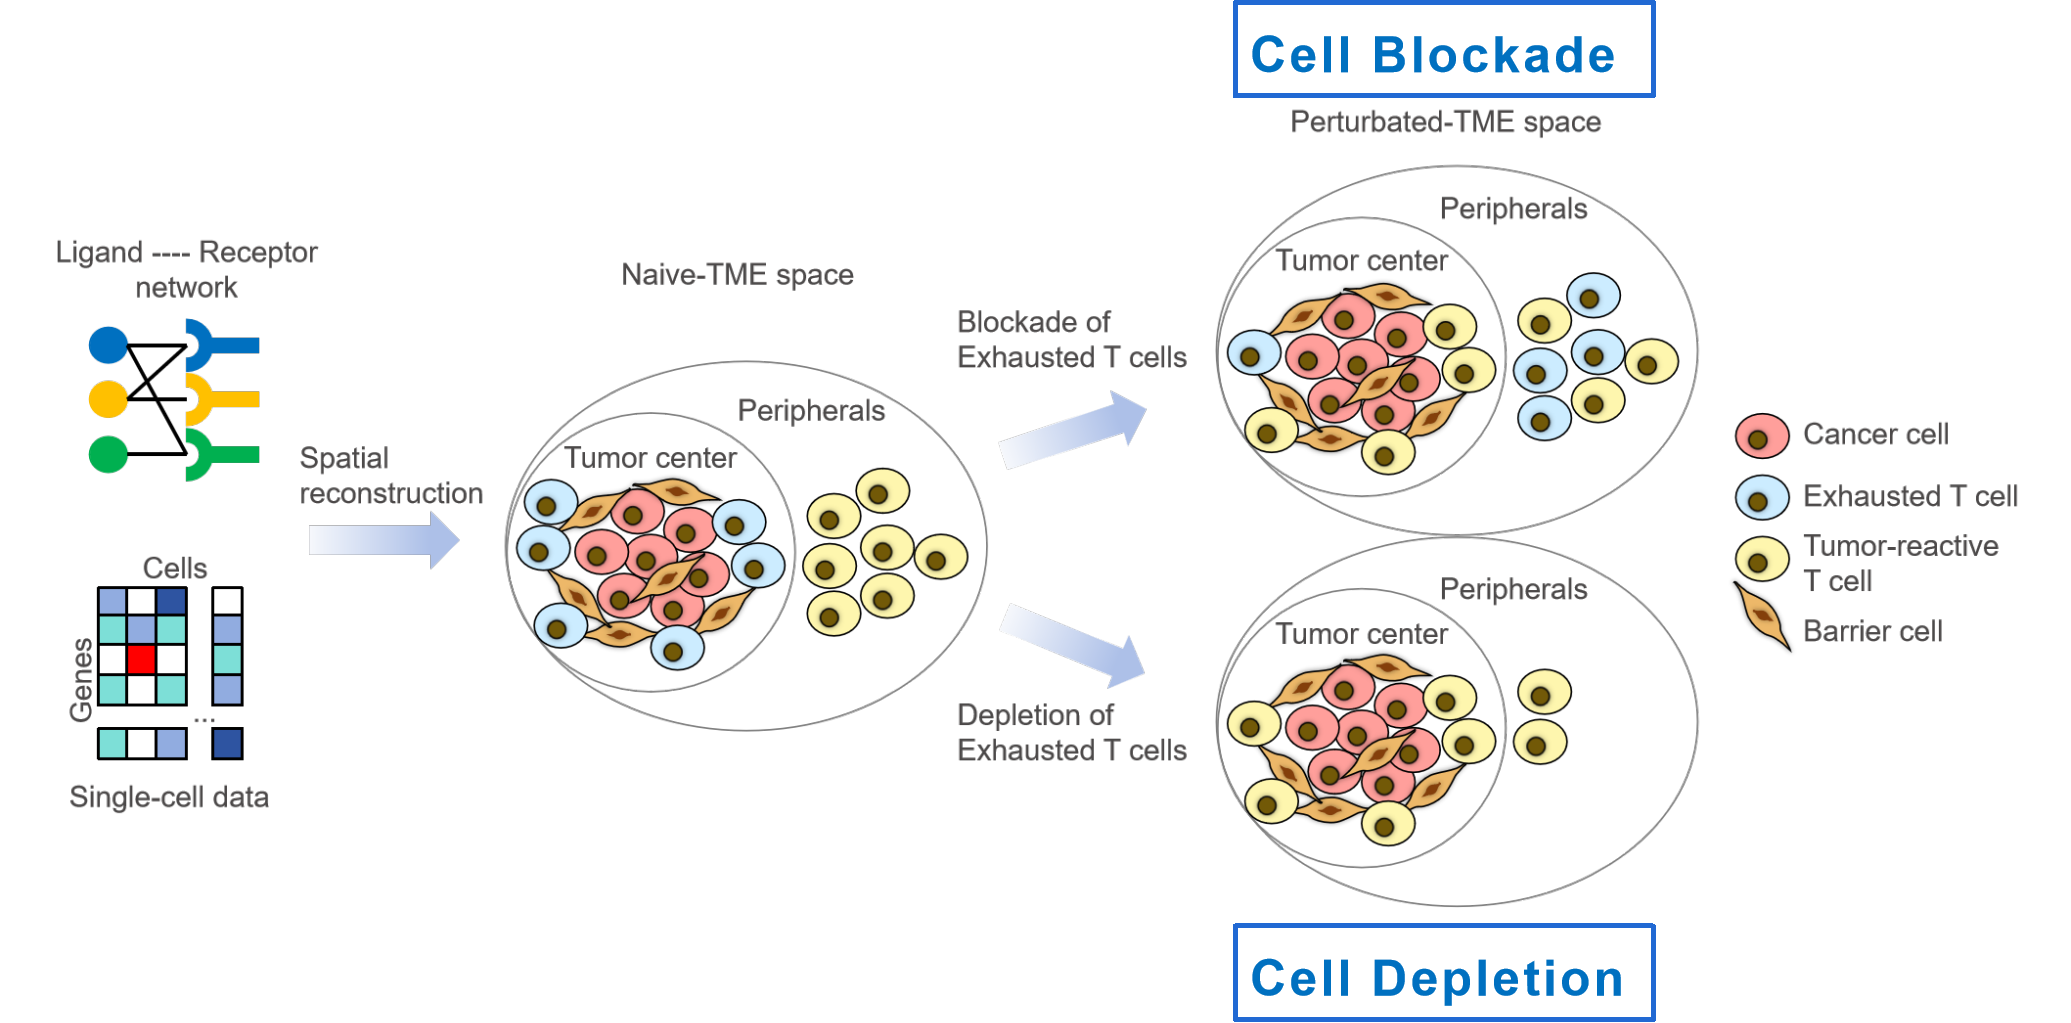 Cell Blockade
Perturbated-TME space
Peripherals
Tumor center
Ligand ---- Receptor
network
Naive-TME space
Blockade of
Exhausted T cells
Peripherals
Tumor center
Spatial
reconstruction
Cancer cell
Exhausted T cell
Tumor-reactive
T cell
Barrier cell
Cells
Genes
...
Single-cell data
Depletion of
Exhausted T cells
Peripherals
Tumor center
Cell Depletion